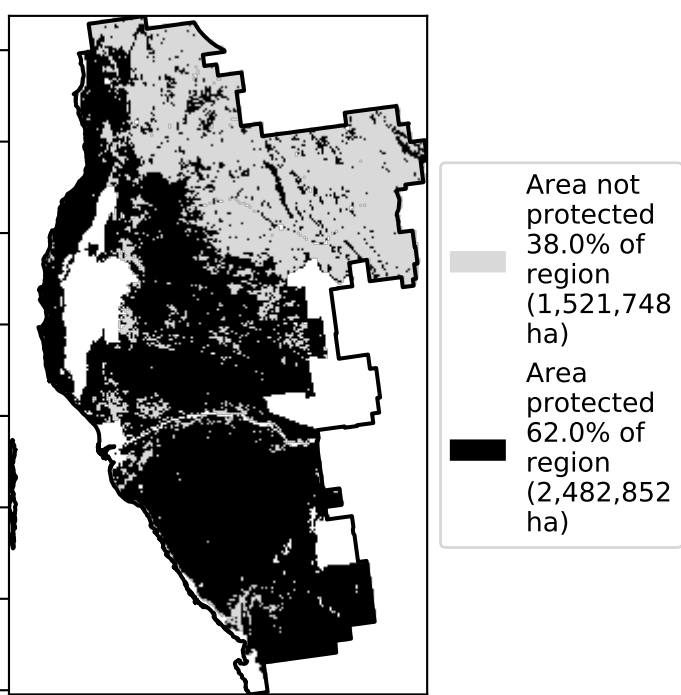 Area not
protected
38.0% of
region
(1,521,748
ha)
Area
protected
62.0% of
region
(2,482,852
ha)